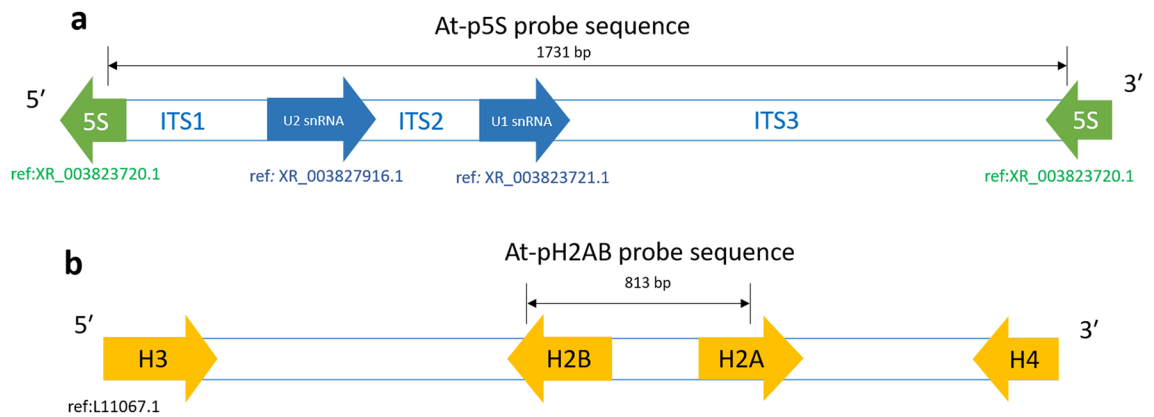 a
At-p5S probe sequence
1731 bp
5′
3′
5S ITS1 U2 snRNA ITS2 U1 snRNA ITS3 5S
ref:XR_003823720.1 ref: XR_003827916.1 ref: XR_003823721.1 ref:XR_003823720.1
b
At-pH2AB probe sequence
813 bp
5′
3′
H3 H2B H2A H4
ref:L11067.1